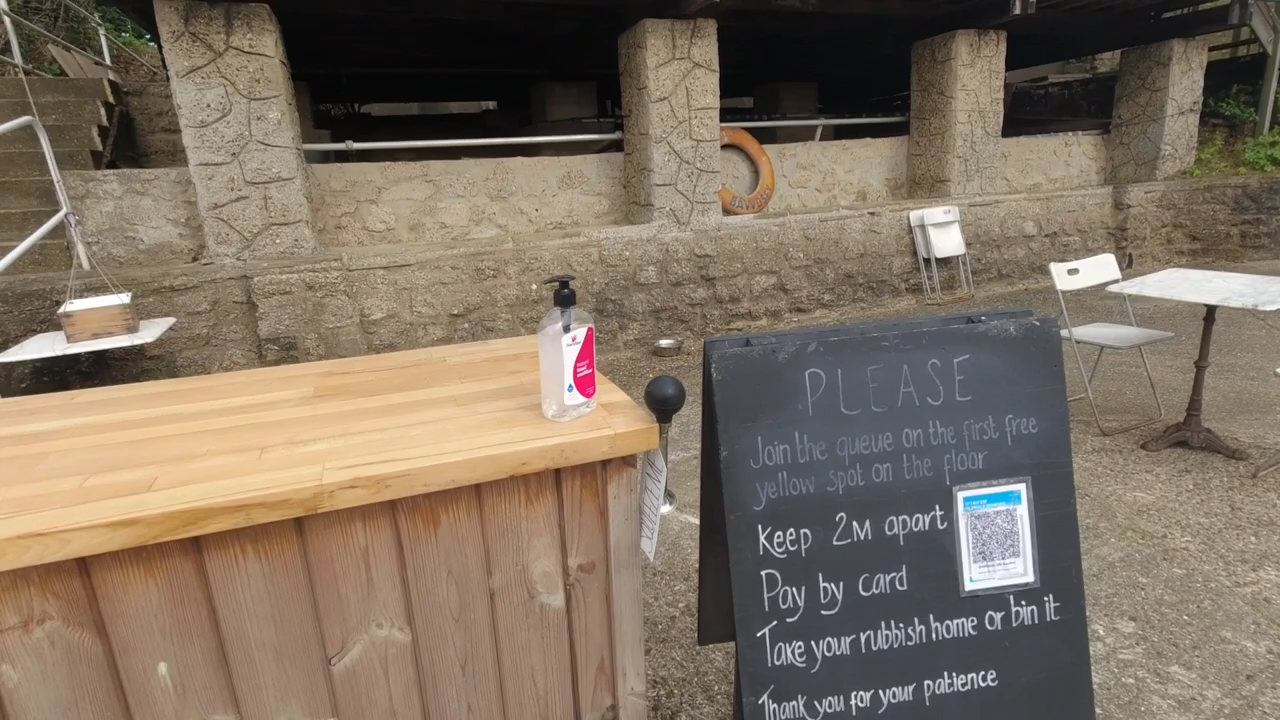 PLEASE
Join the queue on the first free
yellow spot on the floor
Keep 2M apart
Pay by card
Take your rubbish home or bin it
Thank you for your patience